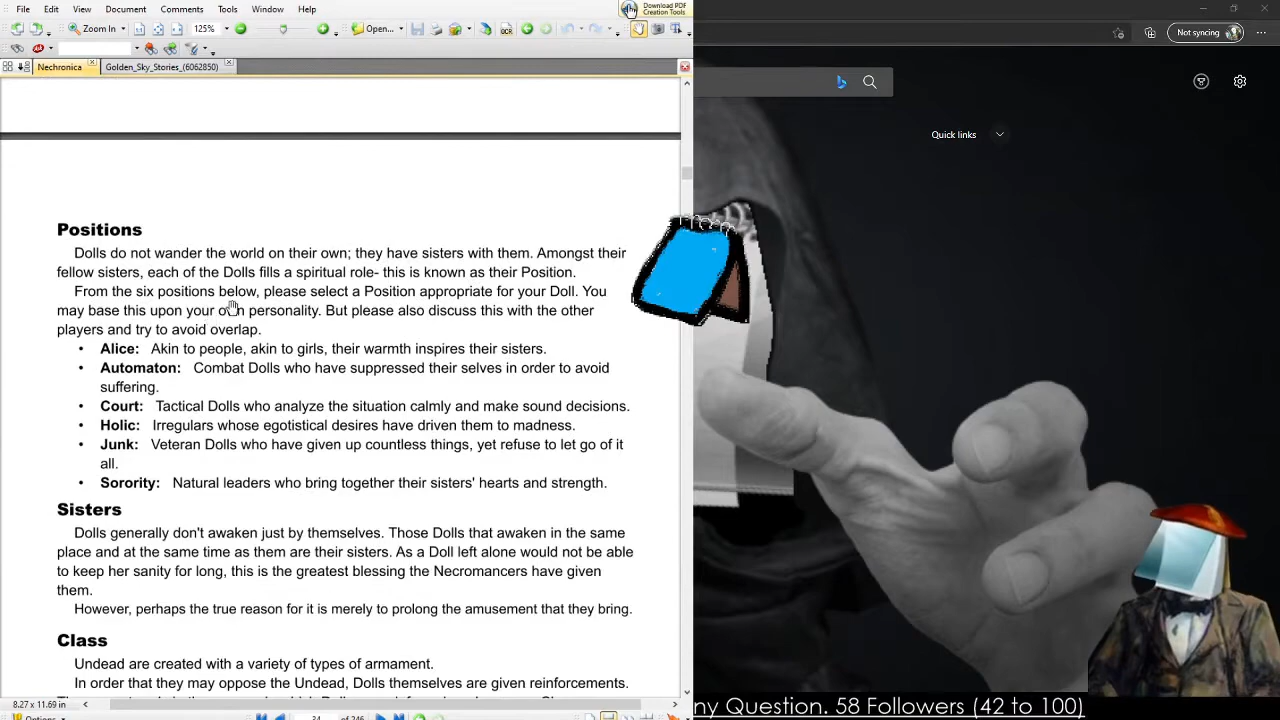 File Edit View Document Comments Tools Window Help
Download PDF
Creation Tools
Zoom In 125% Open... OCR
Nechronica Golden_Sky_Stories_(6062850)
Not syncing
Quick links
Positions
Dolls do not wander the world on their own; they have sisters with them. Amongst their
fellow sisters, each of the Dolls fills a spiritual role- this is known as their Position.
From the six positions below, please select a Position appropriate for your Doll. You
may base this upon your own personality. But please also discuss this with the other
players and try to avoid overlap.
• Alice: Akin to people, akin to girls, their warmth inspires their sisters.
• Automaton: Combat Dolls who have suppressed their selves in order to avoid
suffering.
• Court: Tactical Dolls who analyze the situation calmly and make sound decisions.
• Holic: Irregulars whose egotistical desires have driven them to madness.
• Junk: Veteran Dolls who have given up countless things, yet refuse to let go of it
all.
• Sorority: Natural leaders who bring together their sisters' hearts and strength.
Sisters
Dolls generally don't awaken just by themselves. Those Dolls that awaken in the same
place and at the same time as them are their sisters. As a Doll left alone would not be able
to keep her sanity for long, this is the greatest blessing the Necromancers have given
them.
However, perhaps the true reason for it is merely to prolong the amusement that they bring.
Class
Undead are created with a variety of types of armament.
In order that they may oppose the Undead, Dolls themselves are given reinforcements.
8.27 x 11.69 in
Options 34 of 246
ny Question. 58 Followers (42 to 100)